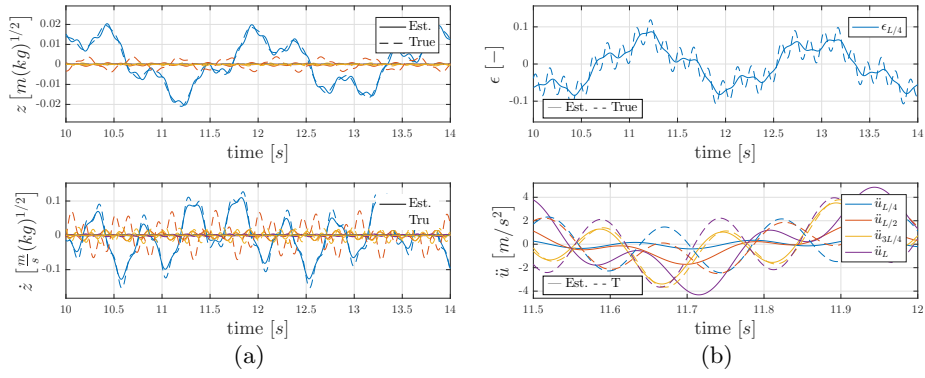 z [m(kg)^{1/2}]
0.02
0.01
0
-0.01
-0.02
Est.
True
10 10.5 11 11.5 12 12.5 13 13.5 14
time [s]
ϵ [−]
0.1
0
-0.1
ϵ_{L/4}
Est. True
10 10.5 11 11.5 12 12.5 13 13.5 14
time [s]
ż [m/s (kg)^{1/2}]
0.1
0
-0.1
Est.
Tru
10 10.5 11 11.5 12 12.5 13 13.5 14
time [s]
(a)
ü [m/s²]
4
2
0
-2
-4
ü_{L/4}
ü_{L/2}
ü_{3L/4}
ü_L
Est. T
11.5 11.6 11.7 11.8 11.9 12
time [s]
(b)